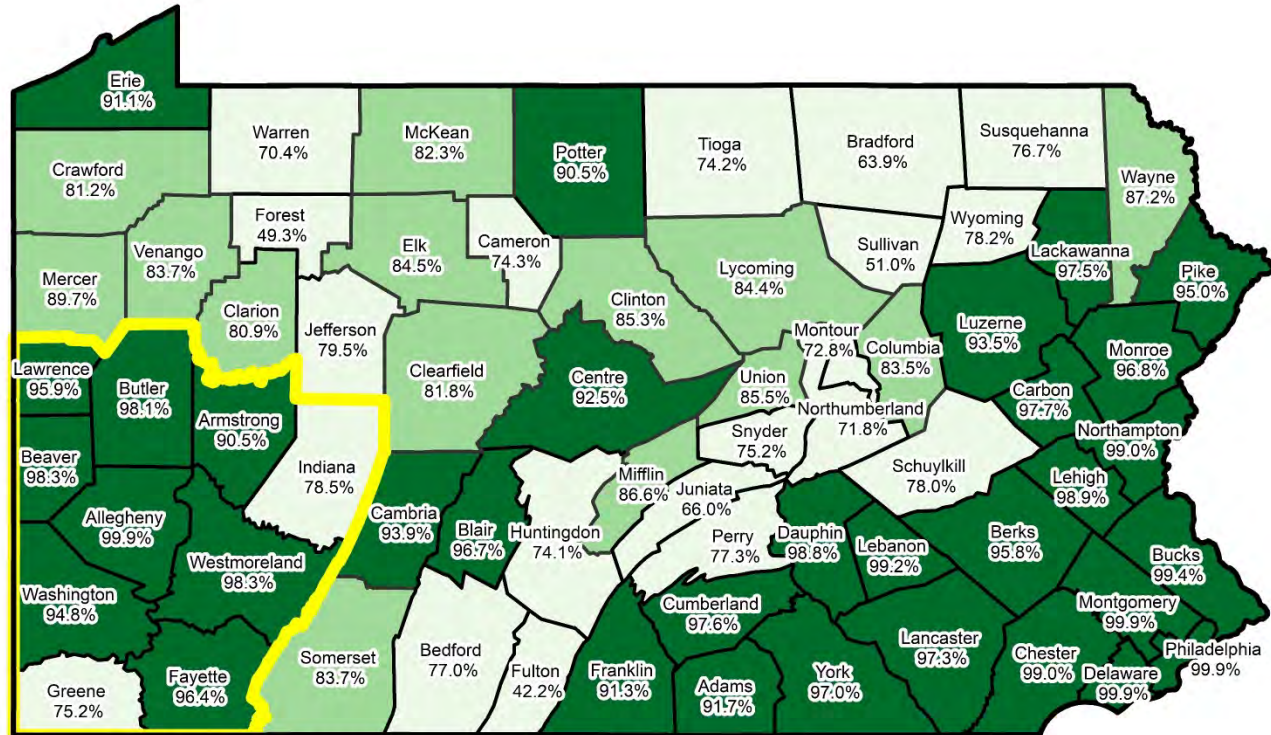 Erie
91.1%
Warren
70.4%
McKean
82.3%
Potter
90.5%
Tioga
74.2%
Bradford
63.9%
Susquehanna
76.7%
Wayne
87.2%
Crawford
81.2%
Forest
49.3%
Venango
83.7%
Elk
84.5%
Cameron
74.3%
Sullivan
51.0%
Wyoming
78.2%
Lackawanna
97.5%
Pike
95.0%
Mercer
89.7%
Clarion
80.9%
Jefferson
79.5%
Clinton
85.3%
Lycoming
84.4%
Montour
72.8%
Columbia
83.5%
Luzerne
93.5%
Monroe
96.8%
Lawrence
95.9%
Butler
98.1%
Armstrong
90.5%
Clearfield
81.8%
Centre
92.5%
Union
85.5%
Northumberland
71.8%
Carbon
97.7%
Northampton
99.0%
Beaver
98.3%
Indiana
78.5%
Snyder
75.2%
Schuylkill
78.0%
Lehigh
98.9%
Allegheny
99.9%
Cambria
93.9%
Blair
96.7%
Huntingdon
74.1%
Mifflin
86.6%
Juniata
66.0%
Perry
77.3%
Dauphin
98.8%
Lebanon
99.2%
Berks
95.8%
Bucks
99.4%
Westmoreland
98.3%
Washington
94.8%
Cumberland
97.6%
Montgomery
99.9%
Philadelphia
99.9%
Greene
75.2%
Fayette
96.4%
Somerset
83.7%
Bedford
77.0%
Fulton
42.2%
Franklin
91.3%
Adams
91.7%
York
97.0%
Lancaster
97.3%
Chester
99.0%
Delaware
99.9%